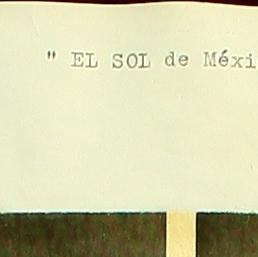 " EL SOL de Méxi